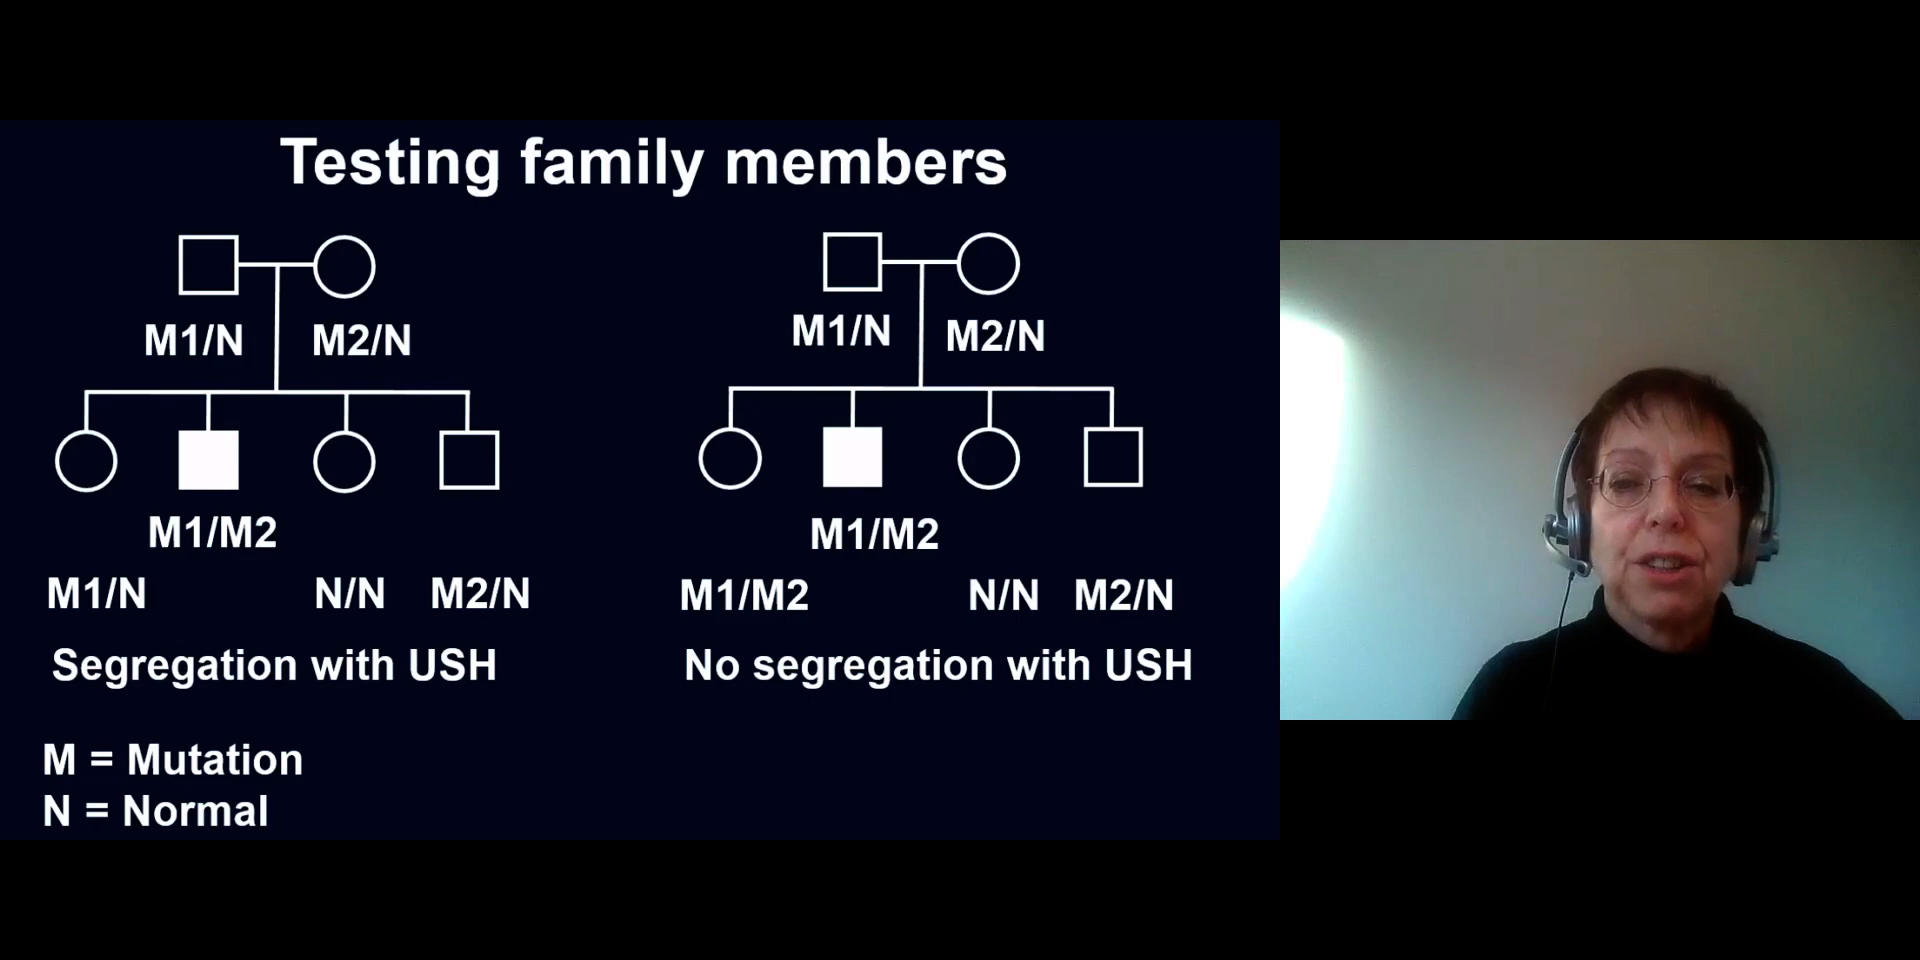 Testing family members
M1/N M2/N
M1/M2
M1/N N/N M2/N
Segregation with USH
M1/N M2/N
M1/M2
M1/M2 N/N M2/N
No segregation with USH
M = Mutation
N = Normal